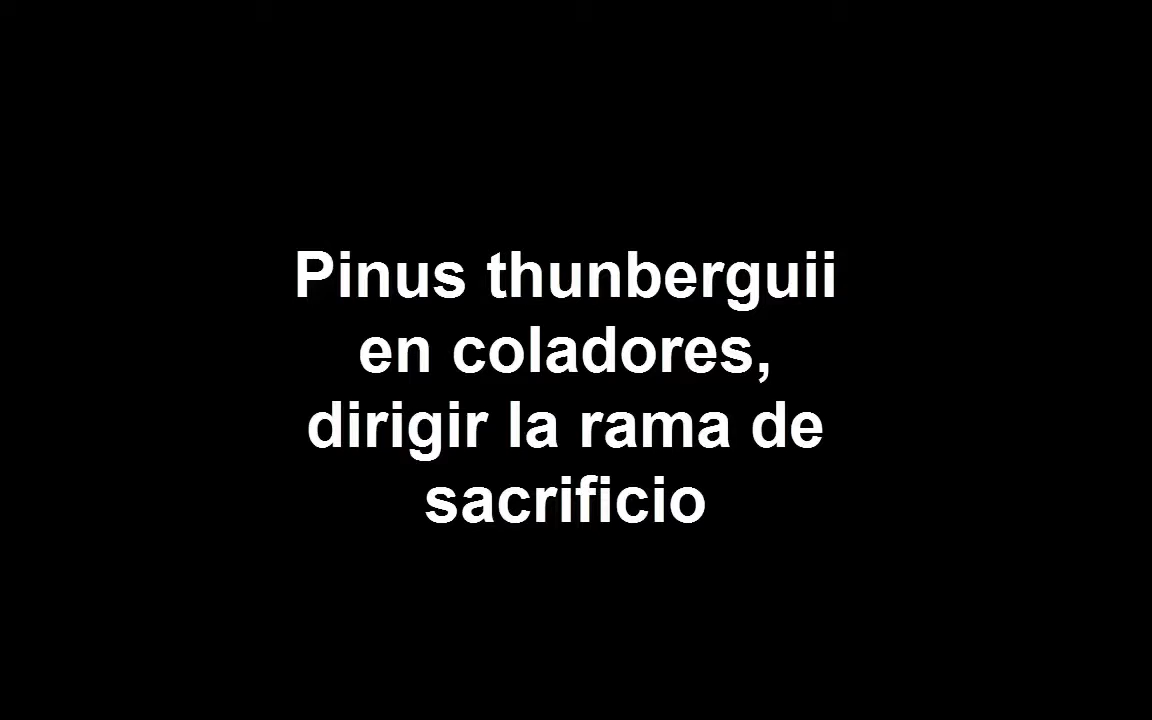 Pinus thunberguii
en coladores,
dirigir la rama de
sacrificio